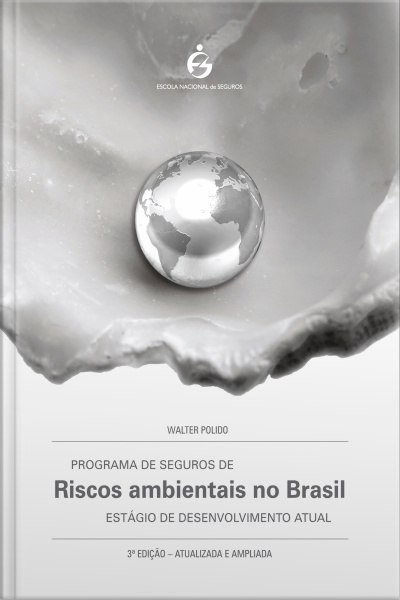 ESCOLA NACIONAL de SEGUROS
WALTER POLIDO
PROGRAMA DE SEGUROS DE
Riscos ambientais no Brasil
ESTÁGIO DE DESENVOLVIMENTO ATUAL
3ª EDIÇÃO – ATUALIZADA E AMPLIADA